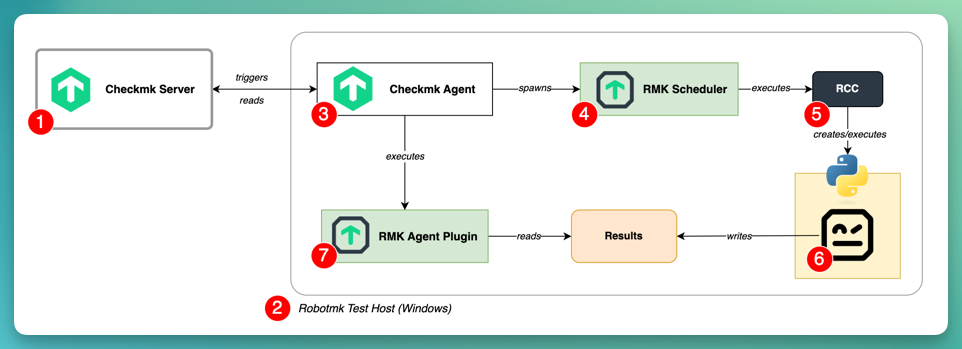 1
Checkmk Server
triggers
reads
3
Checkmk Agent
spawns
4
RMK Scheduler
executes
5
RCC
creates/executes
executes
7
RMK Agent Plugin
reads
Results
writes
6
2
Robotmk Test Host (Windows)